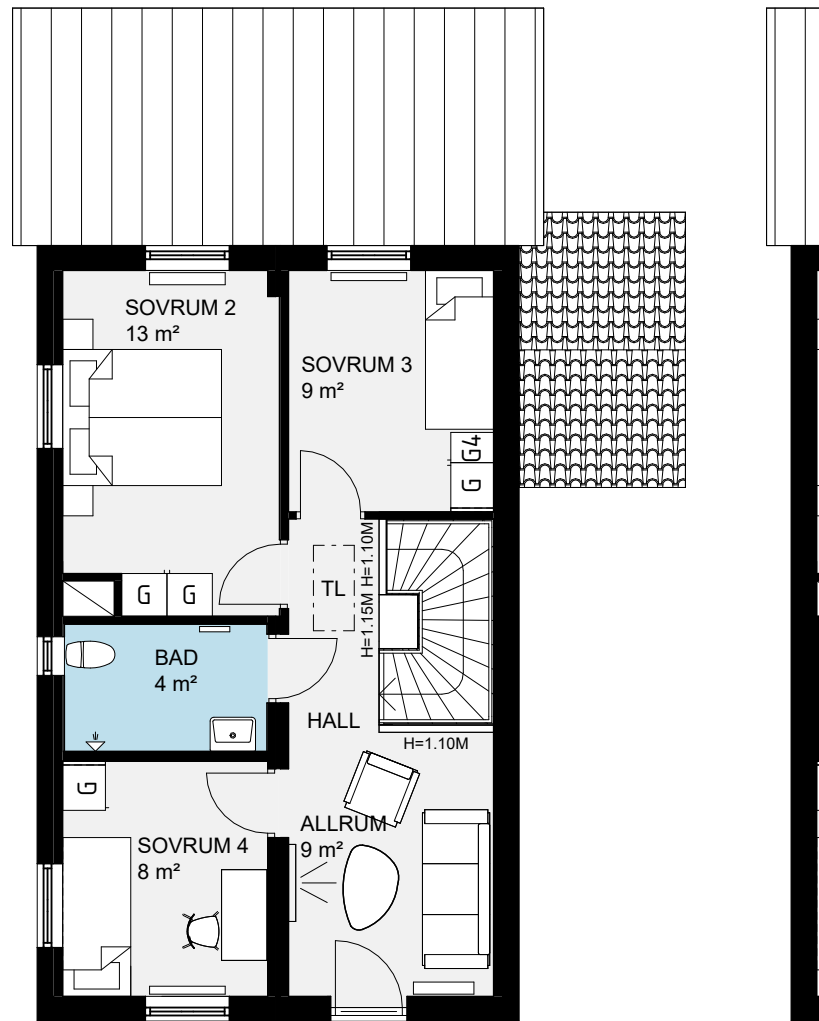 SOVRUM 2
13 m²
SOVRUM 3
9 m²
G4
G
G
G
TL
H=1.15M H=1.10M
BAD
4 m²
HALL
H=1.10M
G
ALLRUM
9 m²
SOVRUM 4
8 m²